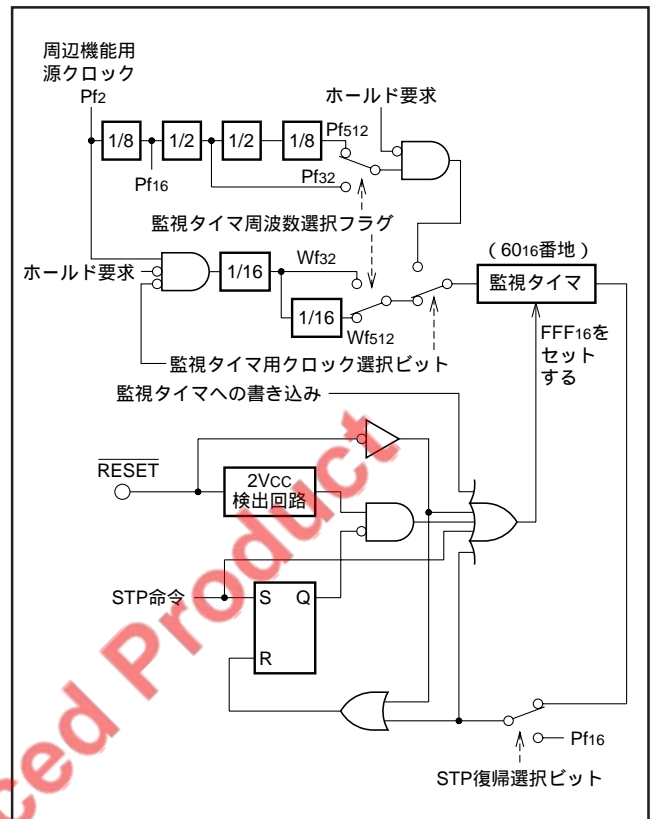 周辺機能用
源クロック
Pf2
ホールド要求
1/8
1/2
1/2
1/8
Pf512
Pf16
Pf32
監視タイマ周波数選択フラグ
ホールド要求
1/16
Wf32
1/16
Wf512
(6016番地)
監視タイマ
FFF16を
セット
する
監視タイマ用クロック選択ビット
監視タイマへの書き込み
RESET
2VCC
検出回路
STP命令
S Q
R
Pf16
STP復帰選択ビット
ced Product